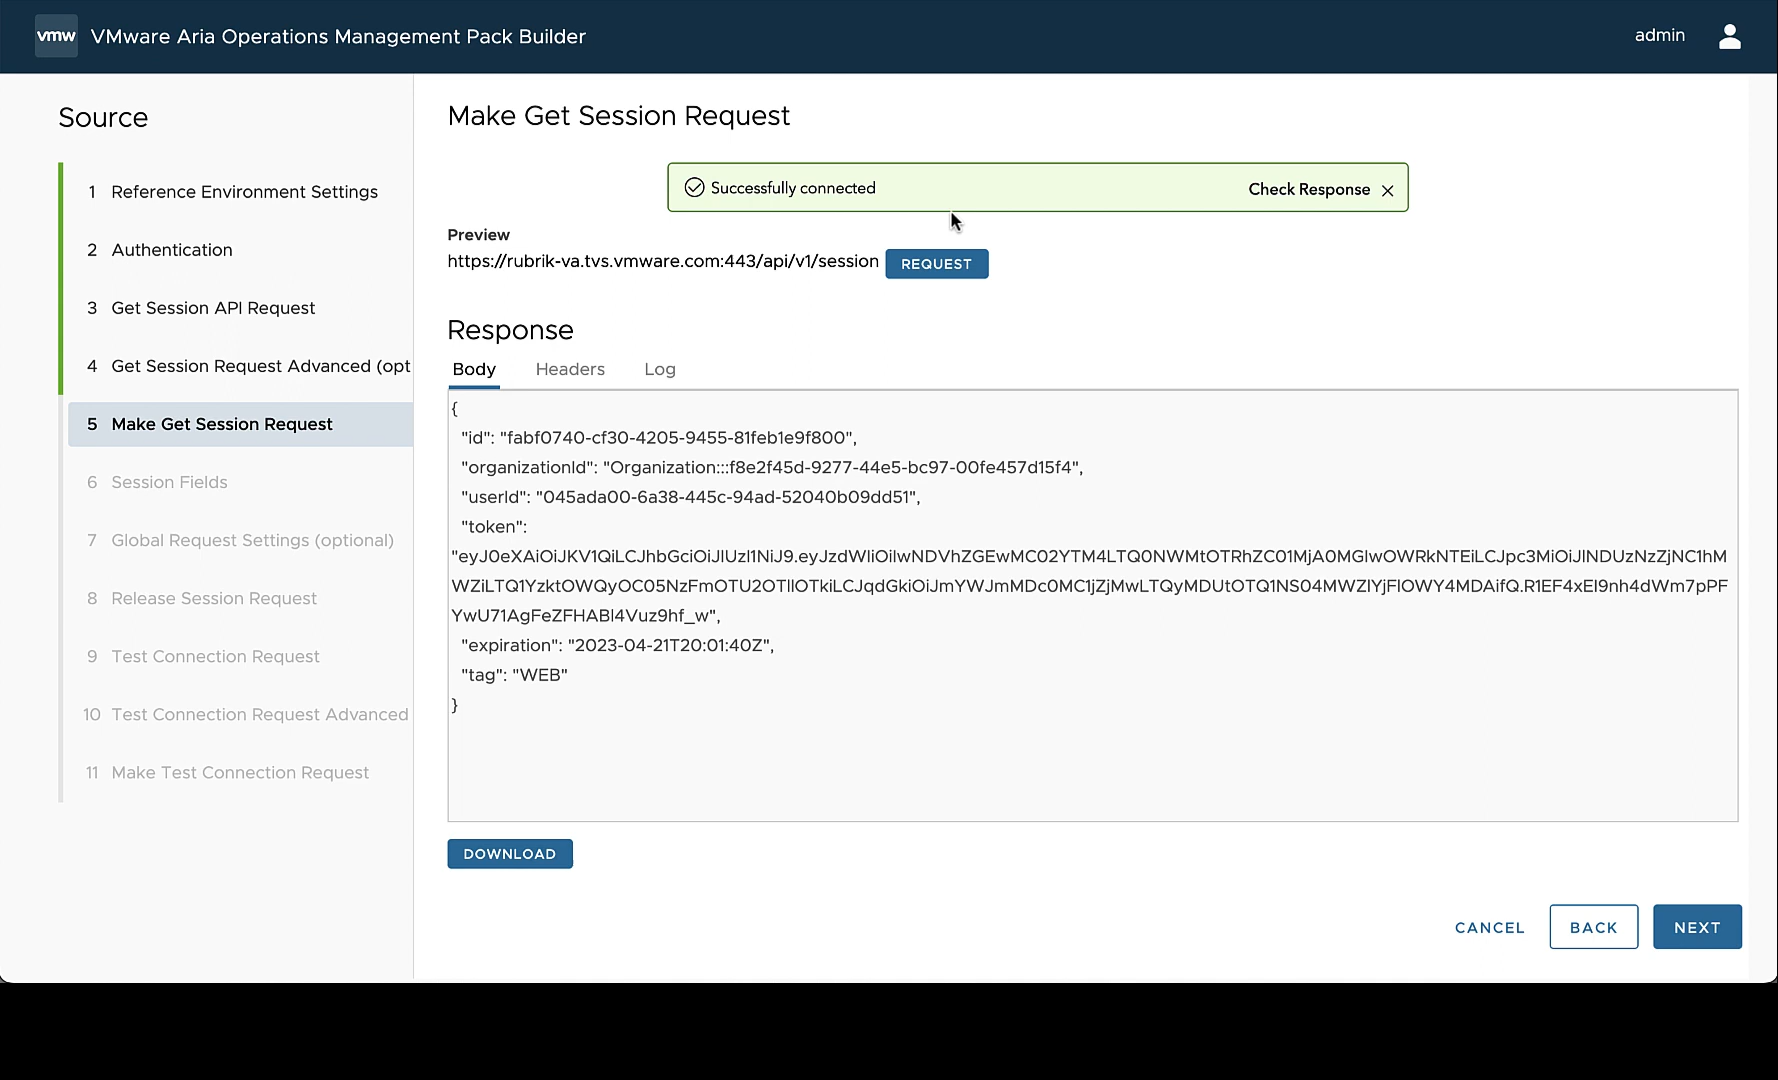 vmw VMware Aria Operations Management Pack Builder
admin
Source
1 Reference Environment Settings
2 Authentication
3 Get Session API Request
4 Get Session Request Advanced (opt
5 Make Get Session Request
6 Session Fields
7 Global Request Settings (optional)
8 Release Session Request
9 Test Connection Request
10 Test Connection Request Advanced
11 Make Test Connection Request
Make Get Session Request
Successfully connected
Check Response
Preview
https://rubrik-va.tvs.vmware.com:443/api/v1/session REQUEST
Response
Body Headers Log
{
"id": "fabf0740-cf30-4205-9455-81feb1e9f800",
"organizationId": "Organization:::f8e2f45d-9277-44e5-bc97-00fe457d15f4",
"userId": "045ada00-6a38-445c-94ad-52040b09dd51",
"token":
"eyJ0eXAiOiJKV1QiLCJhbGciOiJIUzI1NiJ9.eyJzdWIiOiIwNDVhZGEwMC02YTM4LTQ0NWMtOTRhZC01MjA0MGIwOWRkNTEiLCJpc3MiOiJlNDUzNzZjNC1hM
WZiLTQ1YzktOWQyOC05NzFmOTU2OTllOTkiLCJqdGkiOiJmYWJmMDc0MC1jZjMwLTQyMDUtOTQ1NS04MWZlYjFlOWY4MDAifQ.R1EF4xEI9nh4dWm7pPF
YwU71AgFeZFHABl4Vuz9hf_w",
"expiration": "2023-04-21T20:01:40Z",
"tag": "WEB"
}
DOWNLOAD
CANCEL BACK NEXT